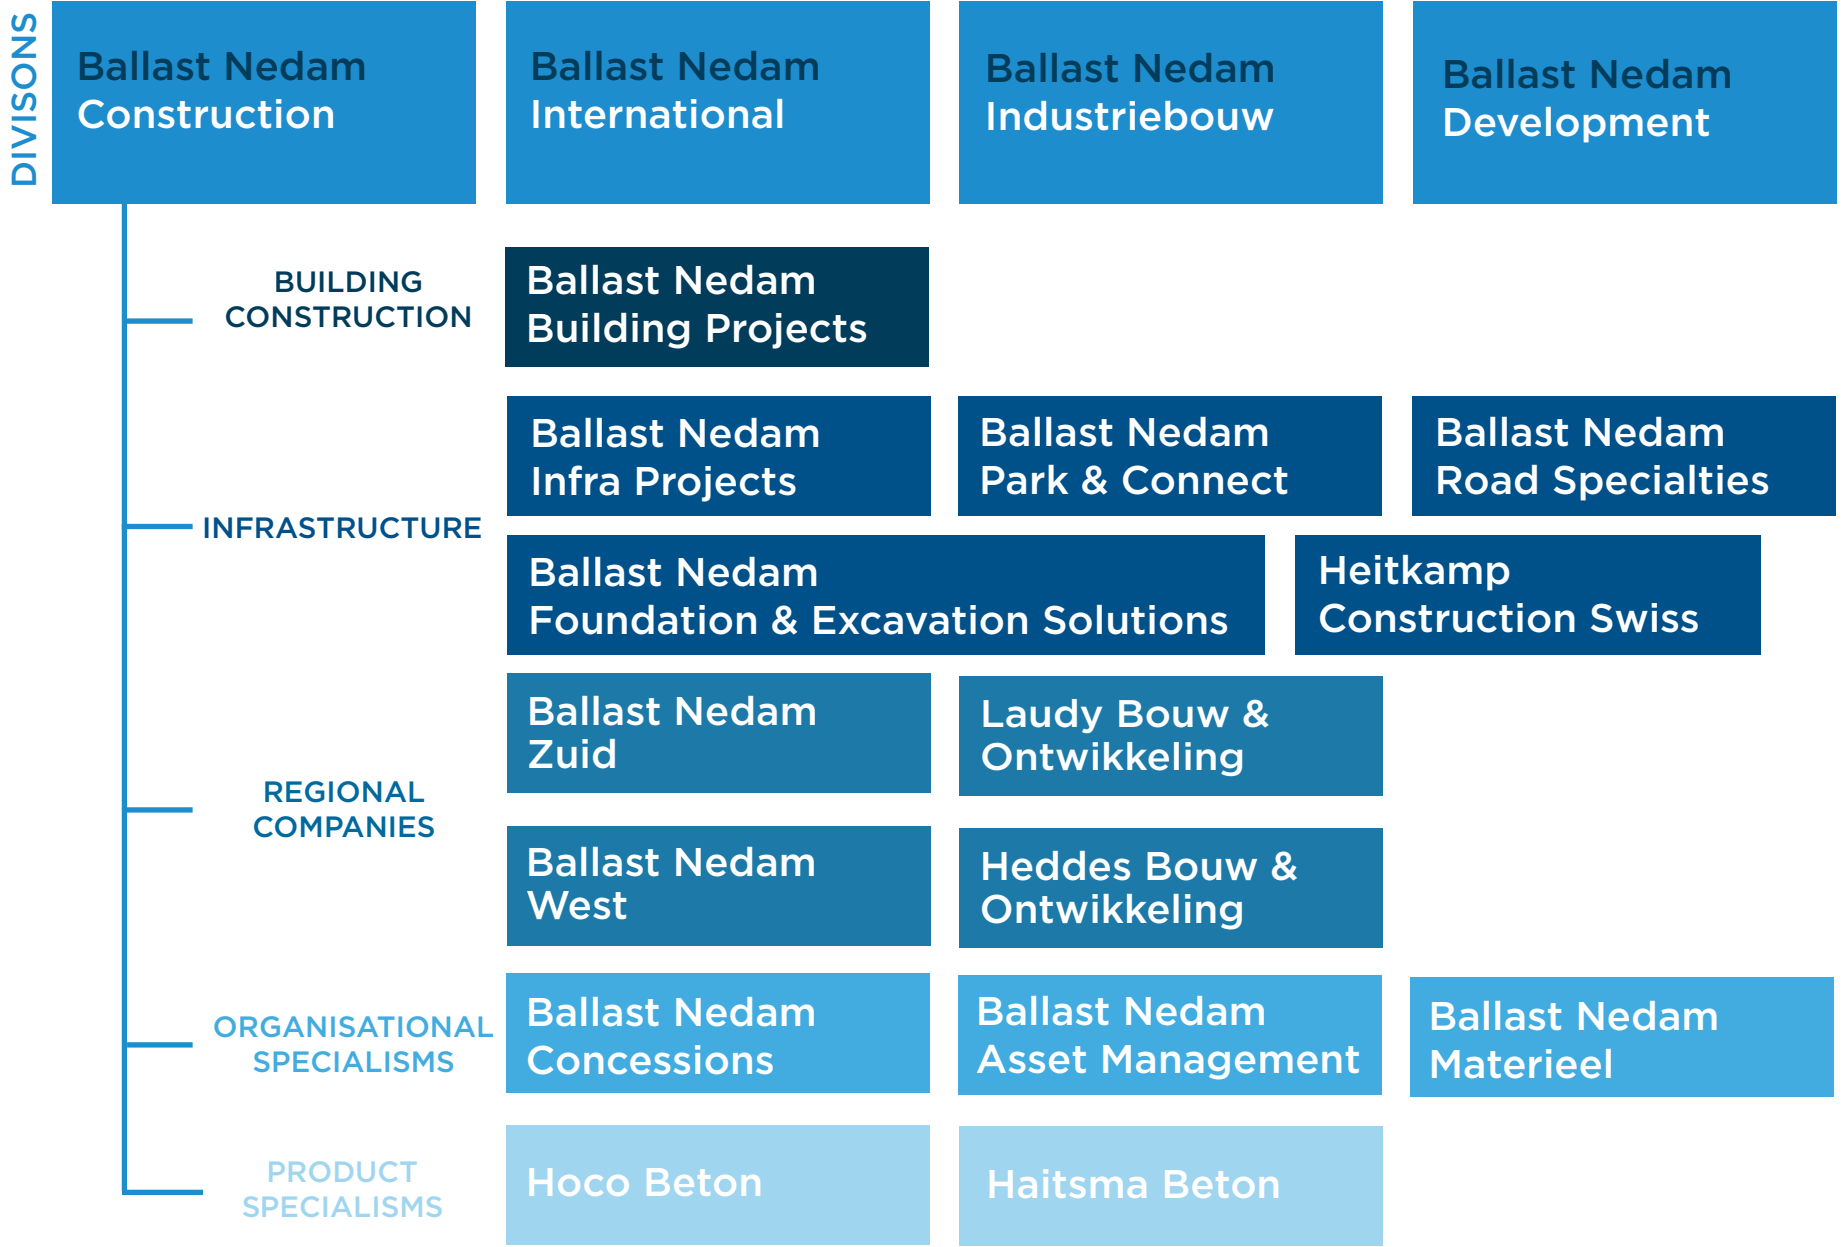 DIVISONS
Ballast Nedam
Construction
Ballast Nedam
International
Ballast Nedam
Industriebouw
Ballast Nedam
Development
BUILDING
CONSTRUCTION
Ballast Nedam
Building Projects
INFRASTRUCTURE
Ballast Nedam
Infra Projects
Ballast Nedam
Park & Connect
Ballast Nedam
Road Specialties
Ballast Nedam
Foundation & Excavation Solutions
Heitkamp
Construction Swiss
REGIONAL
COMPANIES
Ballast Nedam
Zuid
Laudy Bouw &
Ontwikkeling
Ballast Nedam
West
Heddes Bouw &
Ontwikkeling
ORGANISATIONAL
SPECIALISMS
Ballast Nedam
Concessions
Ballast Nedam
Asset Management
Ballast Nedam
Materieel
PRODUCT
SPECIALISMS
Hoco Beton
Haitsma Beton